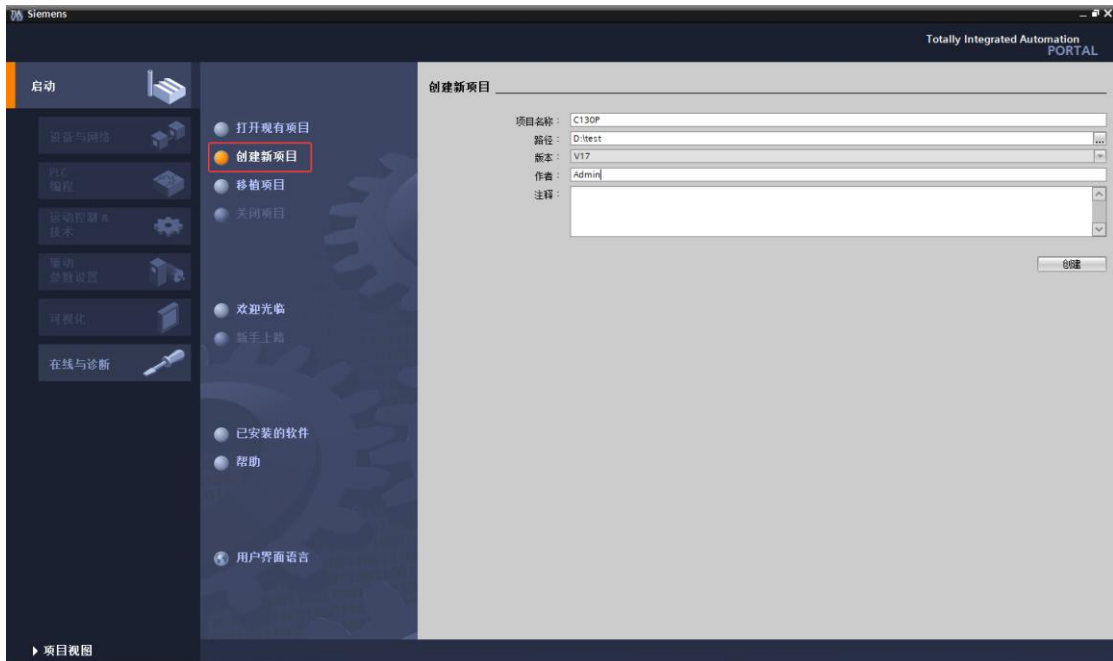 Siemens
Totally Integrated Automation
PORTAL
启动
设备与网络
PLC
编程
运动控制 &
技术
驱动
参数设置
可视化
在线与诊断
打开现有项目
创建新项目
移植项目
关闭项目
欢迎光临
新手上路
已安装的软件
帮助
用户界面语言
创建新项目
项目名称： C130P
路径： D:\test
...
版本： V17
作者： Admin
注释：
创建
项目视图